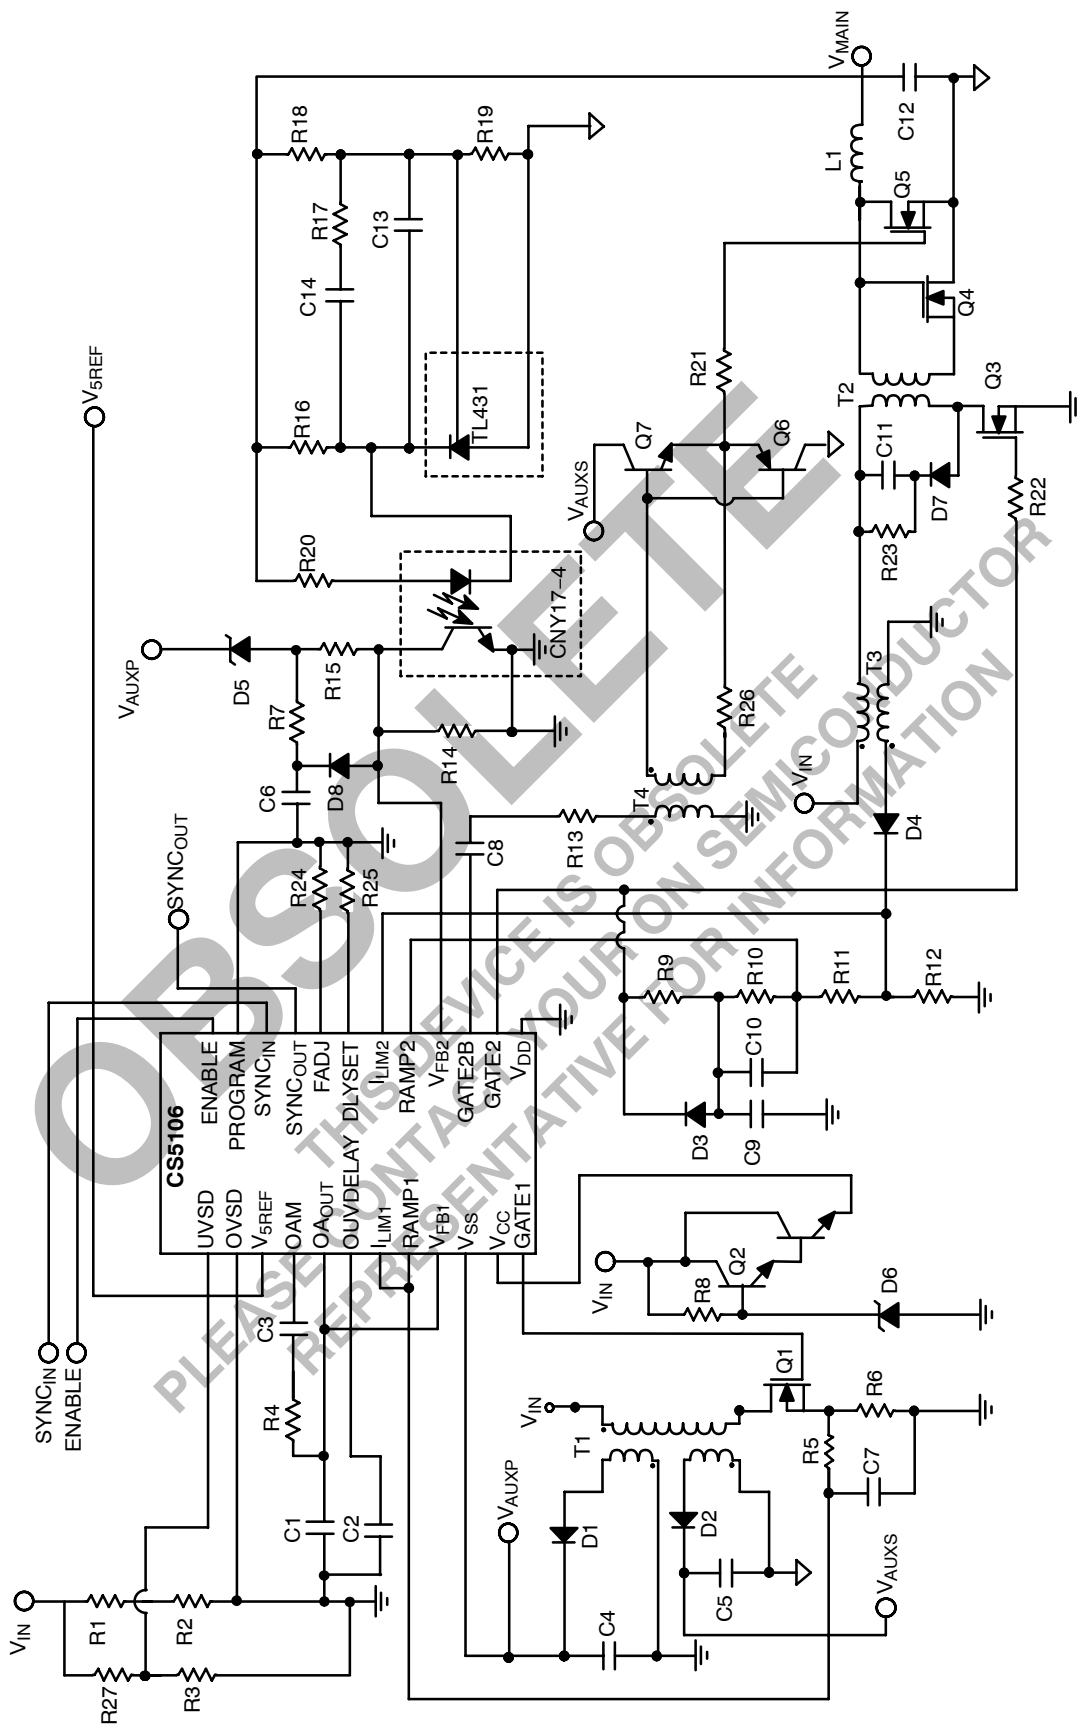 SYNCIN
ENABLE
V5REF
SYNCOUT
VAUXP
CS5106
UVSD
OVSD
V5REF
OAM
OAOUT
OUVDELAY
ILIM1
RAMP1
VFB1
VSS
VCC
GATE1
ENABLE
PROGRAM
SYNCIN
SYNCOUT
FADJ
DLYSET
ILIM2
RAMP2
VFB2
GATE2B
GATE2
VDD
VIN
R27
R1
R2
R3
C1
C2
R4
C3
VAUXP
VIN
T1
D1
C4
D2
C5
VAUXS
Q1
R5
R6
C7
VIN
R8
Q2
D6
D3
C9
C10
R9
R10
R11
R12
C6
R7
D5
D8
R15
R24
R25
R14
C8
R13
T4
R26
VIN
D4
T3
R20
CNY17-4
R16
TL431
C14
R17
C13
R18
R19
VAUXS
Q7
Q6
R21
R23
C11
D7
R22
T2
Q3
Q4
Q5
L1
C12
VMAIN
OBSOLETE
THIS DEVICE IS OBSOLETE
PLEASE CONTACT YOUR ON SEMICONDUCTOR
REPRESENTATIVE FOR INFORMATION